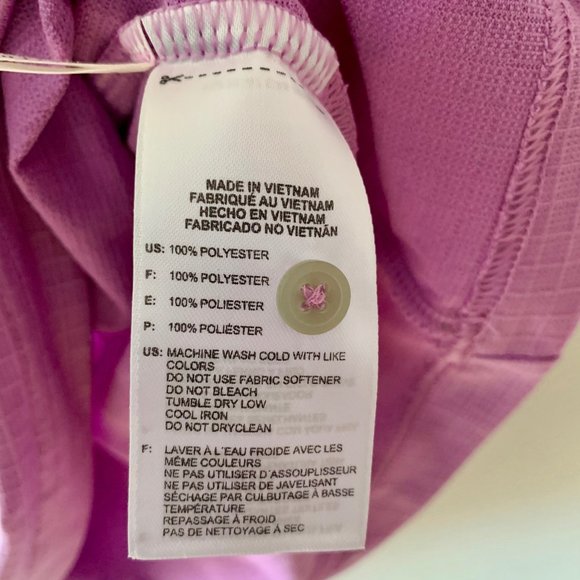 MADE IN VIETNAM
FABRIQUÉ AU VIETNAM
HECHO EN VIETNAM
FABRICADO NO VIETNÃN
US: 100% POLYESTER
F: 100% POLYESTER
E: 100% POLIESTER
P: 100% POLIÉSTER
US: MACHINE WASH COLD WITH LIKE
COLORS
DO NOT USE FABRIC SOFTENER
DO NOT BLEACH
TUMBLE DRY LOW
COOL IRON
DO NOT DRYCLEAN
F: LAVER À L'EAU FROIDE AVEC LES
MÊME COULEURS
NE PAS UTILISER D'ASSOUPLISSEUR
NE PAS UTILISER DE JAVELISANT
SÉCHAGE PAR CULBUTAGE À BASSE
TEMPÉRATURE
REPASSAGE À FROID
PAS DE NETTOYAGE À SEC